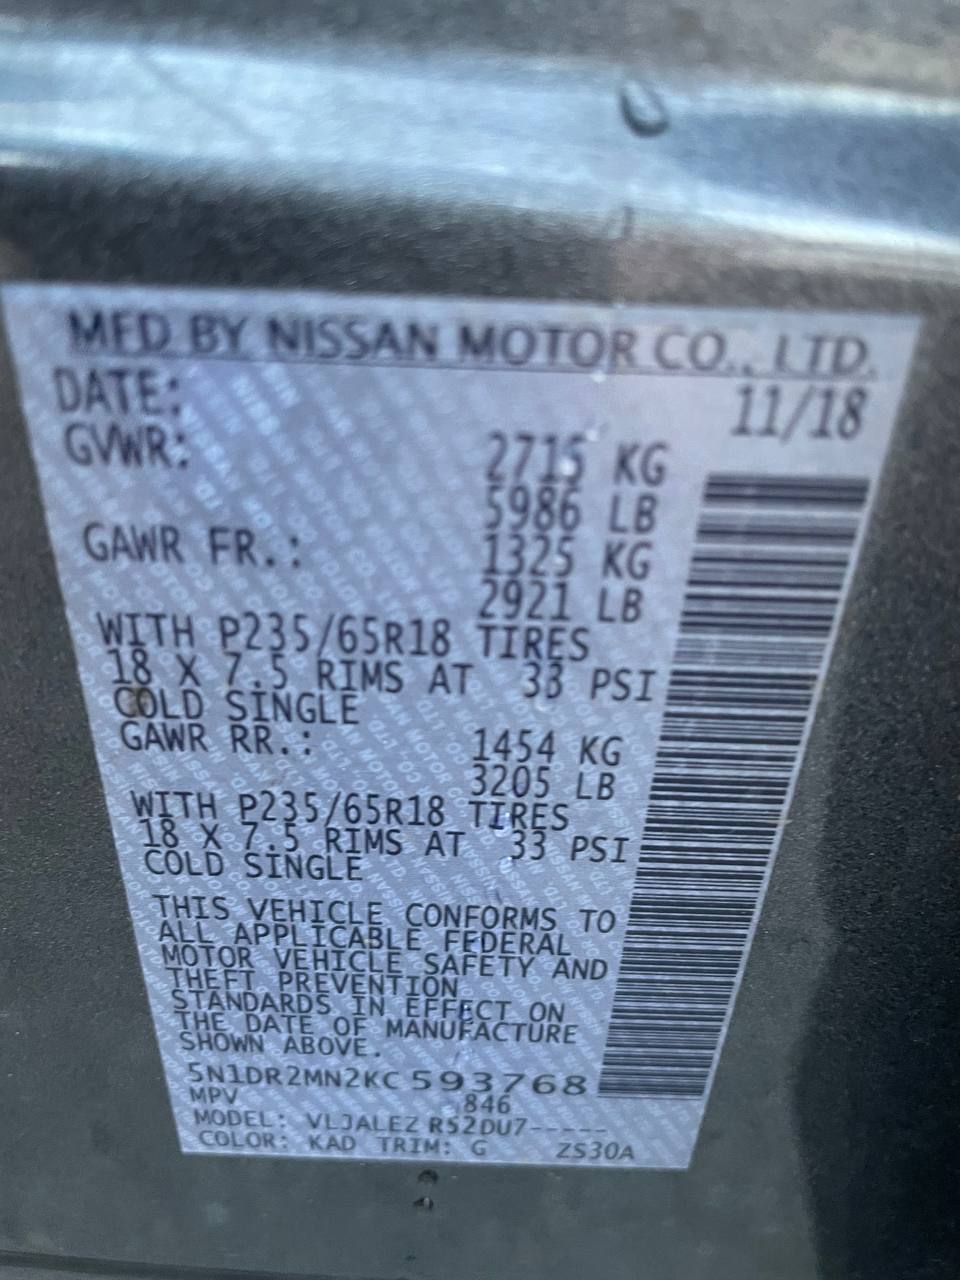 MFD BY NISSAN MOTOR CO., LTD.
DATE: 11/18
GVWR: 2715 KG
5986 LB
GAWR FR.: 1325 KG
2921 LB
WITH P235/65R18 TIRES
18 X 7.5 RIMS AT 33 PSI
COLD SINGLE
GAWR RR.: 1454 KG
3205 LB
WITH P235/65R18 TIRES
18 X 7.5 RIMS AT 33 PSI
COLD SINGLE
THIS VEHICLE CONFORMS TO
ALL APPLICABLE FEDERAL
MOTOR VEHICLE SAFETY AND
THEFT PREVENTION
STANDARDS IN EFFECT ON
THE DATE OF MANUFACTURE
SHOWN ABOVE.
5N1DR2MN2KC593768
MPV 846
MODEL: VLJALEZ R52DU7-----
COLOR: KAD TRIM: G ZS30A